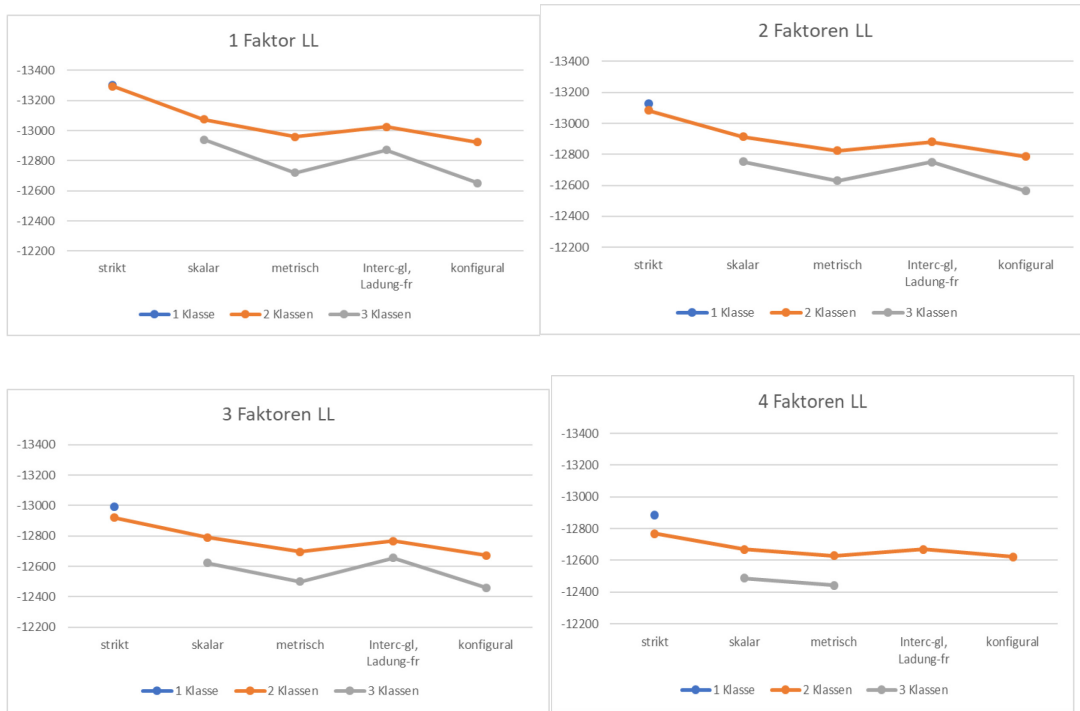 1 Faktor LL
-13400
-13200
-13000
-12800
-12600
-12400
-12200
strikt skalar metrisch Interc-gl, konfigural
Ladung-fr
1 Klasse 2 Klassen 3 Klassen
2 Faktoren LL
-13400
-13200
-13000
-12800
-12600
-12400
-12200
strikt skalar metrisch Interc-gl, konfigural
Ladung-fr
1 Klasse 2 Klassen 3 Klassen
3 Faktoren LL
-13400
-13200
-13000
-12800
-12600
-12400
-12200
strikt skalar metrisch Interc-gl, konfigural
Ladung-fr
1 Klasse 2 Klassen 3 Klassen
4 Faktoren LL
-13400
-13200
-13000
-12800
-12600
-12400
-12200
strikt skalar metrisch Interc-gl, konfigural
Ladung-fr
1 Klasse 2 Klassen 3 Klassen